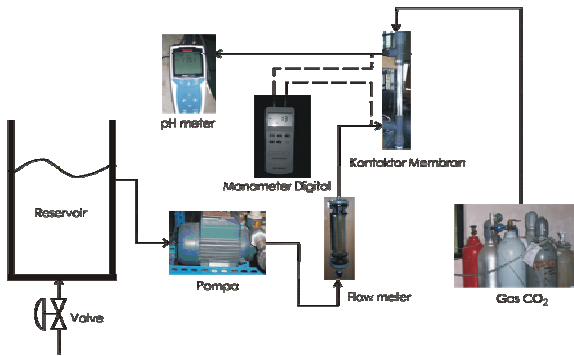 pH meter
Manometer Digital
Kontaktor Membran
Reservoir
Pompa
Flow meter
Gas CO₂
Valve